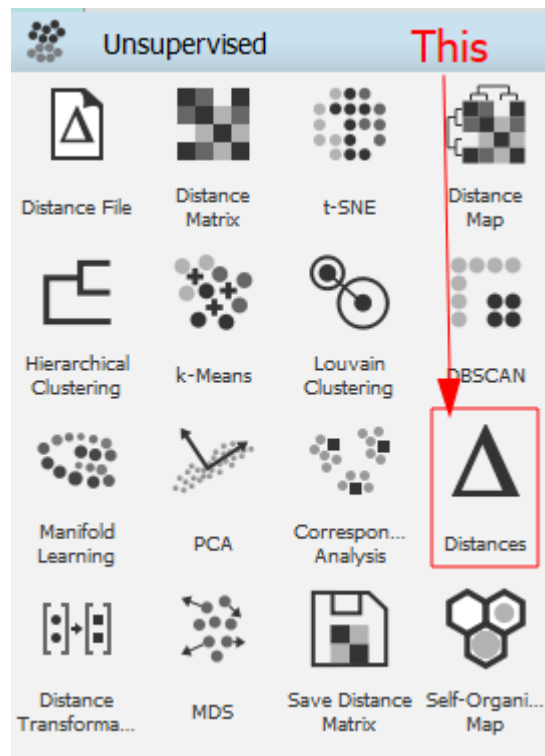 Unsupervised
This
Distance File
Distance
Matrix
t-SNE
Distance
Map
Hierarchical
Clustering
k-Means
Louvain
Clustering
DBSCAN
Manifold
Learning
PCA
Correspon...
Analysis
Distances
Distance
Transforma...
MDS
Save Distance
Matrix
Self-Organi...
Map